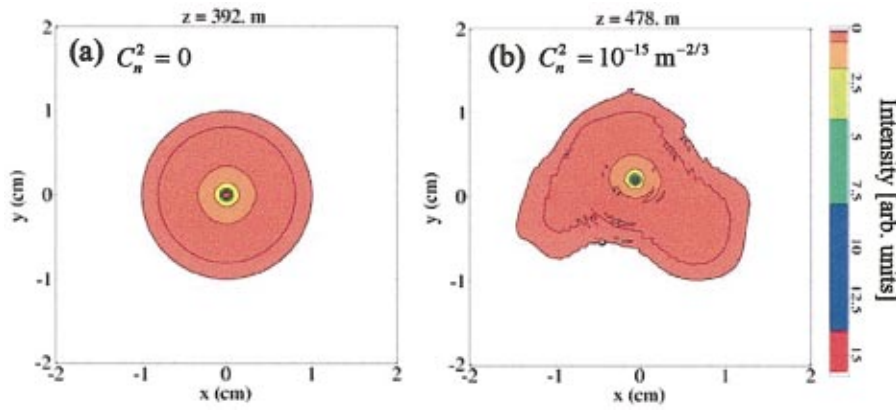 z = 392. m
(a) C_n^2 = 0
2
1
0
-1
2
y (cm)
-2 -1 0 1 2
x (cm)
z = 478. m
(b) C_n^2 = 10^{-15} m^{-2/3}
2
1
0
-1
2
y (cm)
-2 -1 0 1 2
x (cm)
0
2.5
5
7.5
10
12.5
15
Intensity [arb. units]